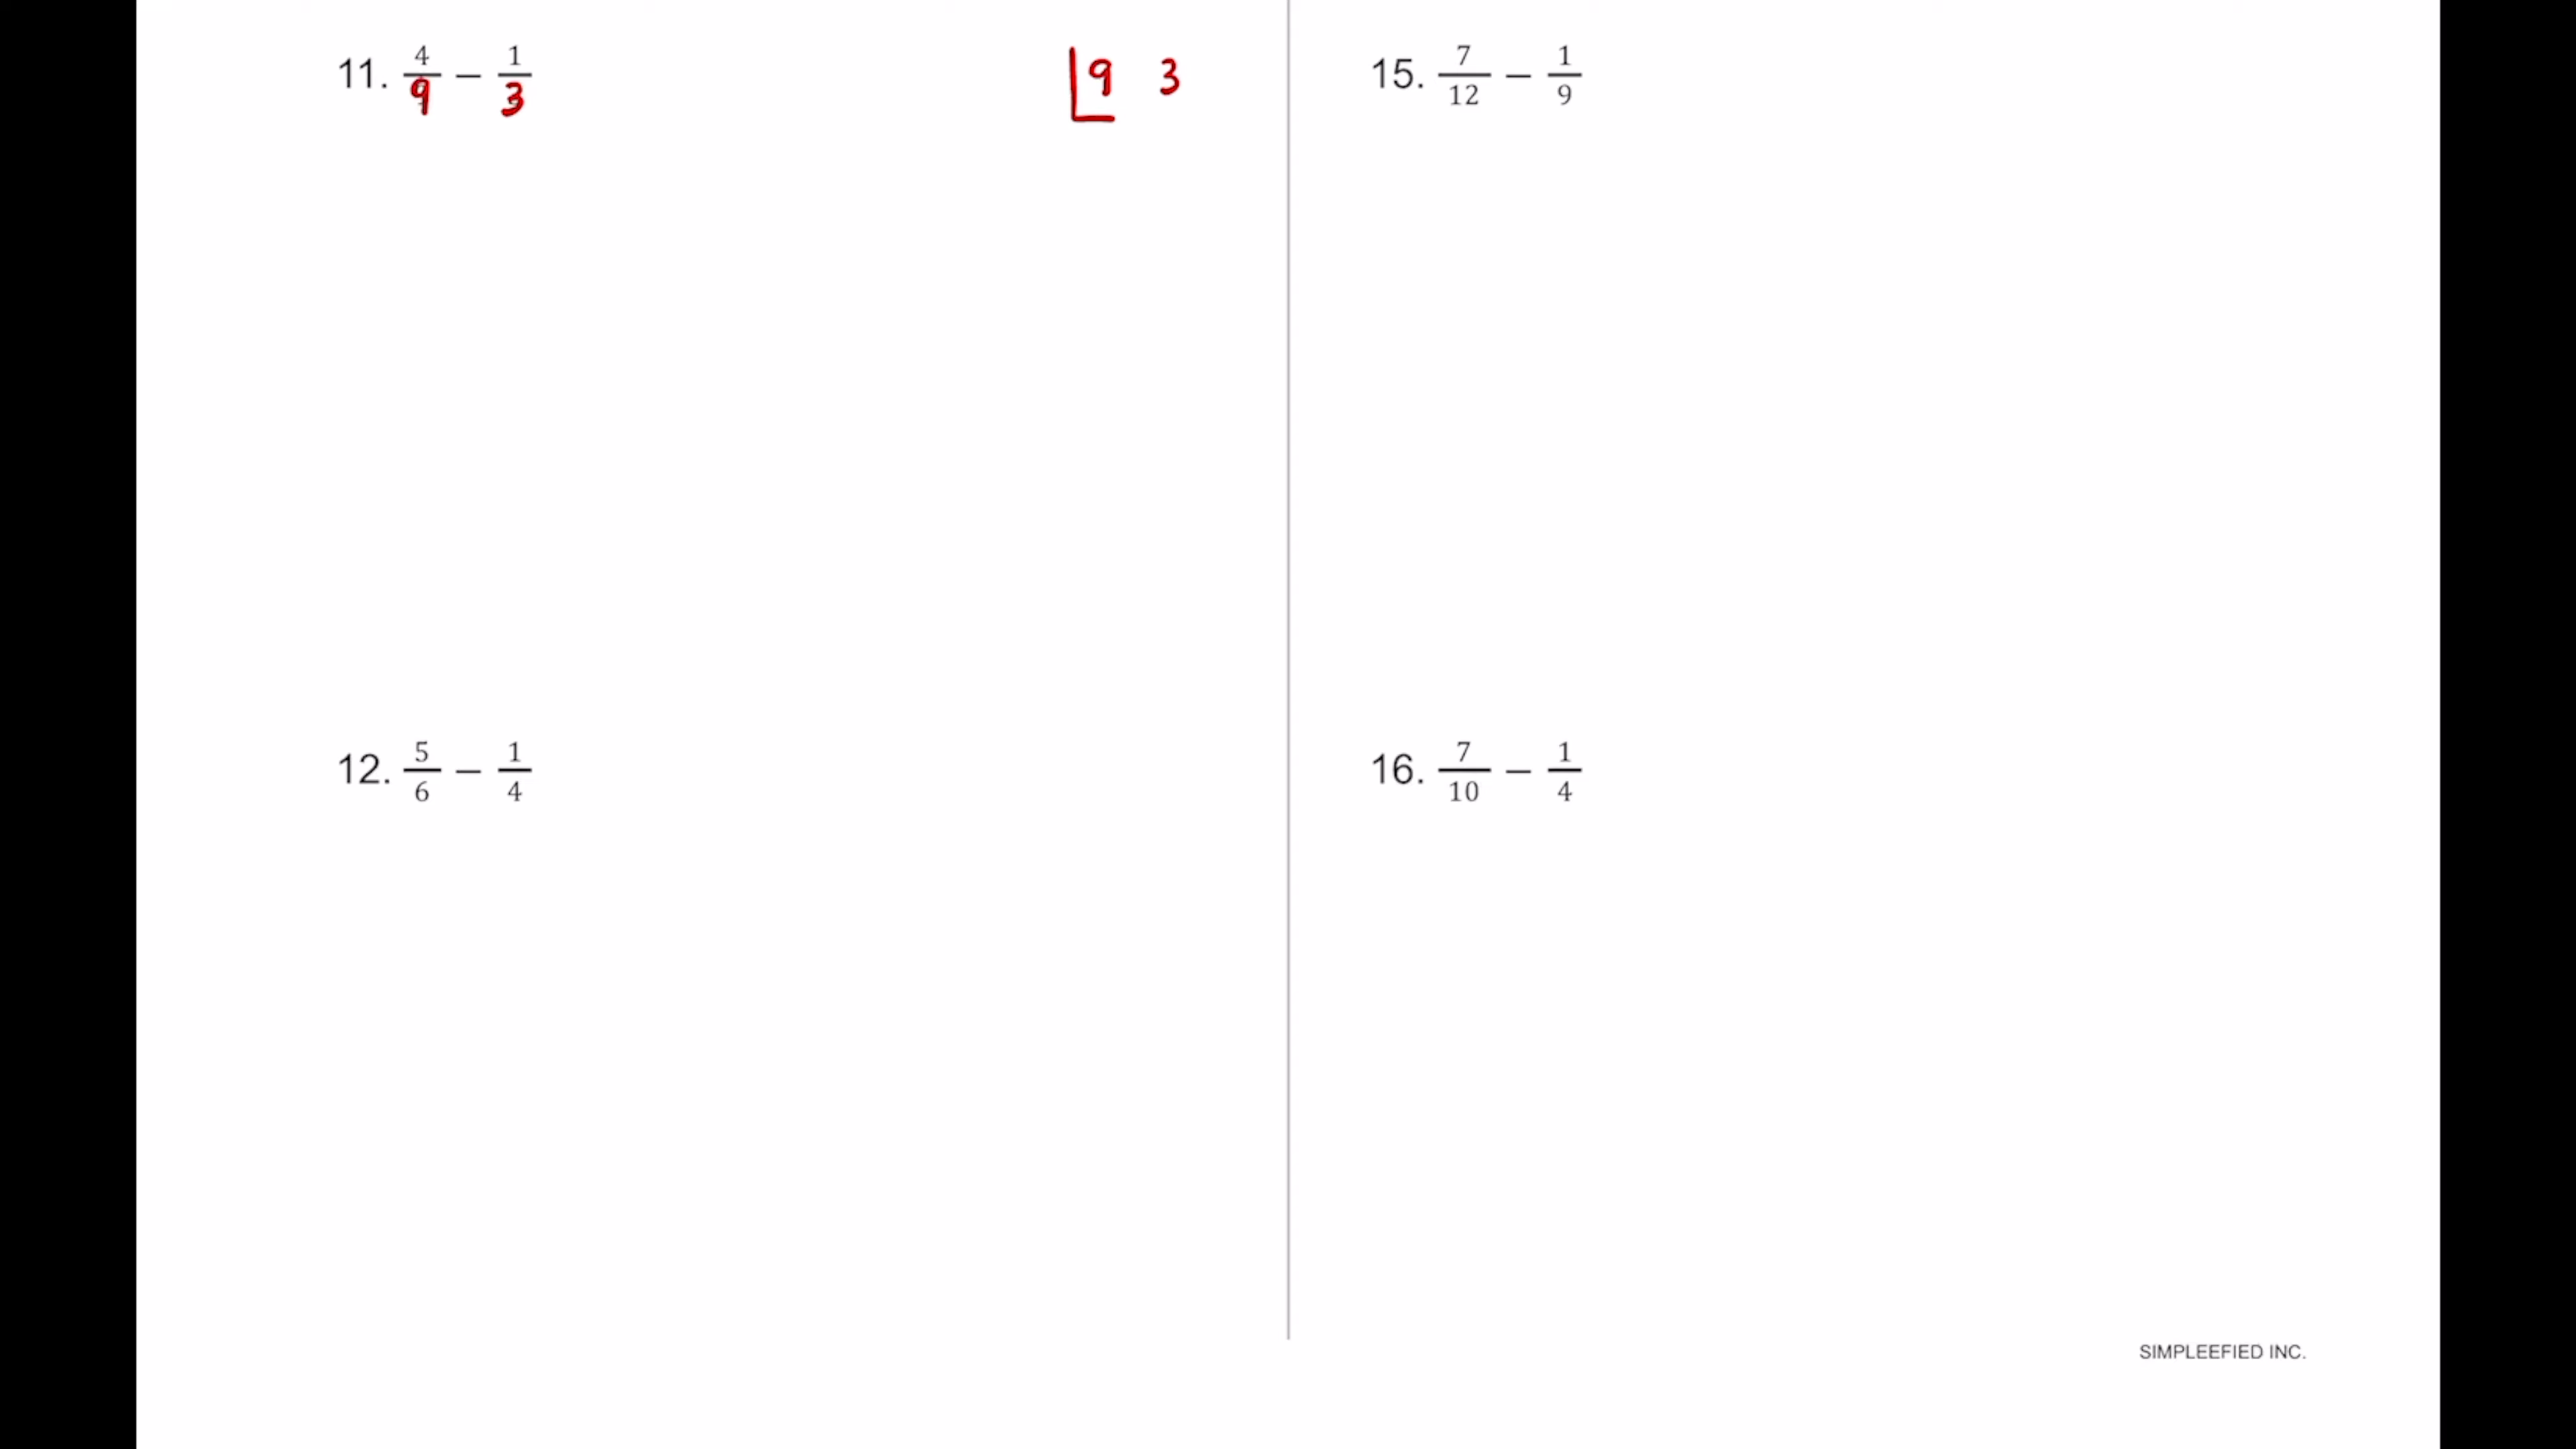 11. 4/9 − 1/3
9 3
12. 5/6 − 1/4
15. 7/12 − 1/9
16. 7/10 − 1/4
SIMPLEEFIED INC.